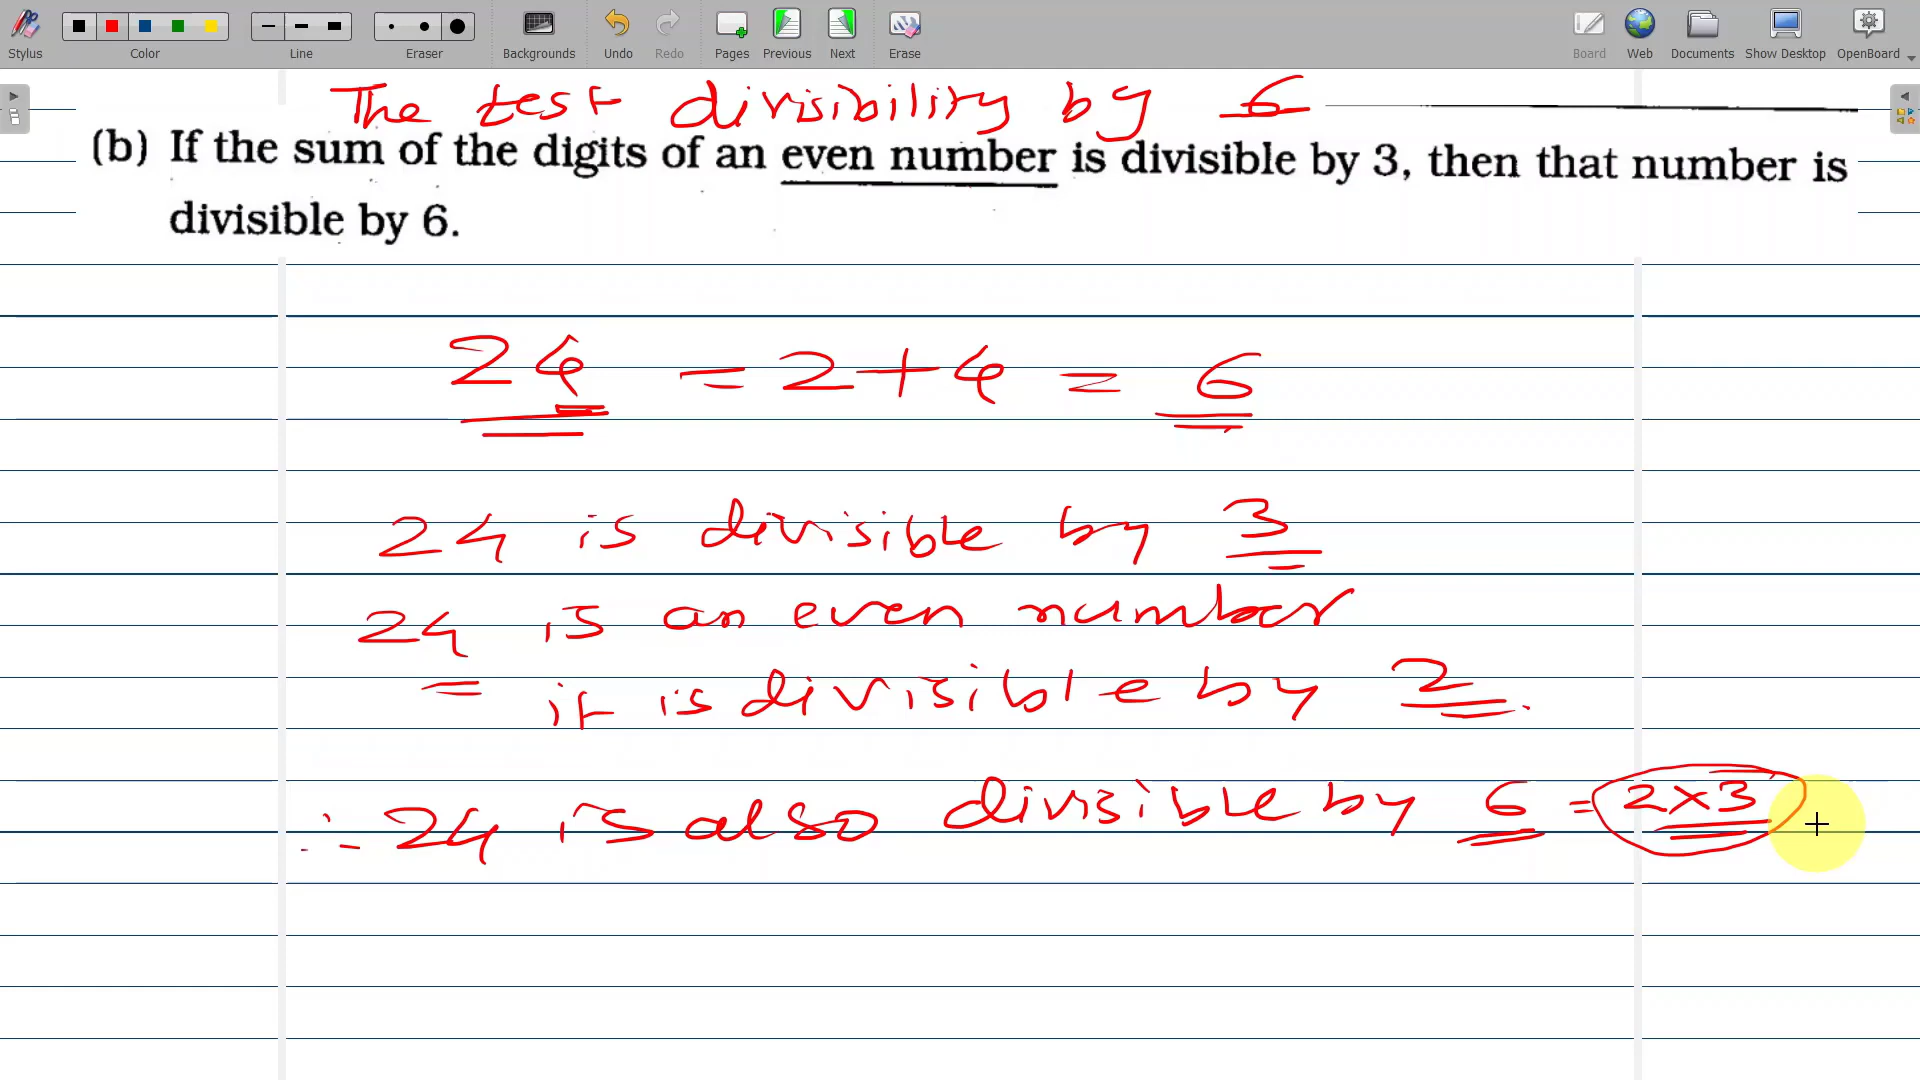 Stylus Color Line Eraser Backgrounds Undo Redo Pages Previous Next Erase Board Web Documents Show Desktop OpenBoard
The test divisibility by 6
(b) If the sum of the digits of an even number is divisible by 3, then that number is
divisible by 6.
24 = 2+4 = 6
24 is divisible by 3
24 is an even number
= it is divisible by 2.
∴ 24 is also divisible by 6 = 2×3